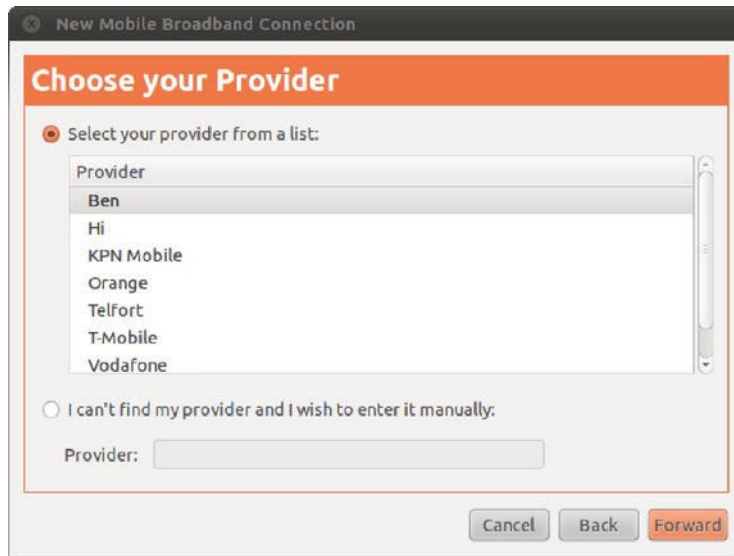 New Mobile Broadband Connection
Choose your Provider
Select your provider from a list:
Provider
Ben
Hi
KPN Mobile
Orange
Telfort
T-Mobile
Vodafone
I can't find my provider and I wish to enter it manually:
Provider:
Cancel Back Forward